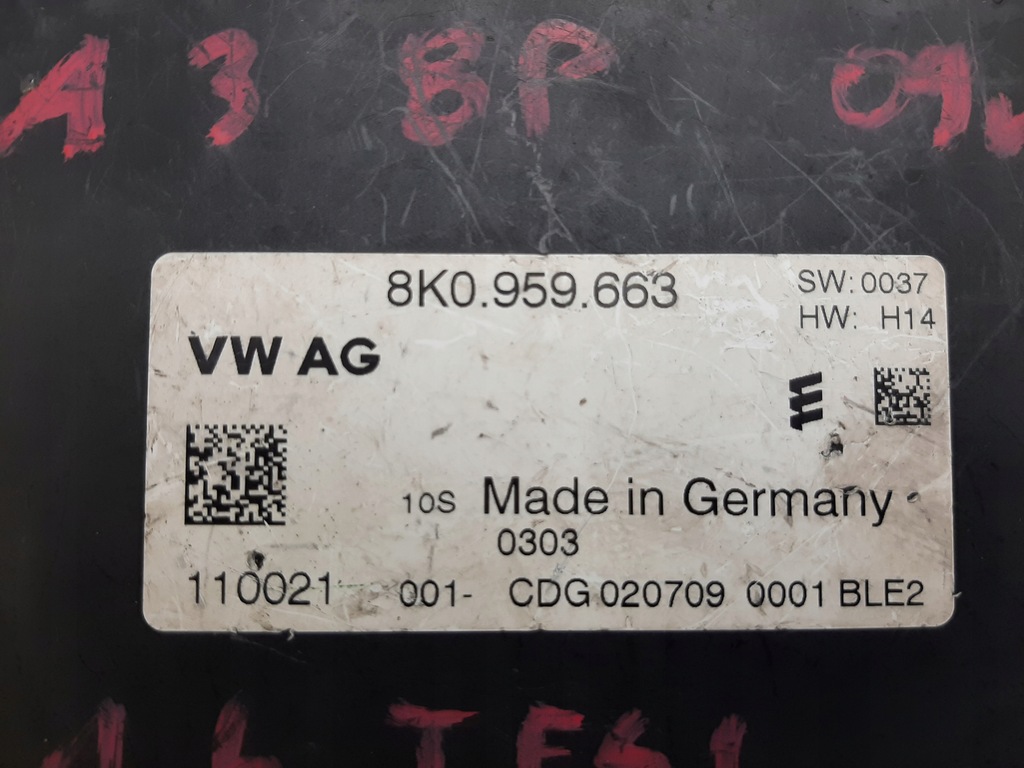 A3 8P 09
8K0.959.663
SW: 0037
HW: H14
VW AG
10S Made in Germany
0303
110021 001- CDG 020709 0001 BLE2
TFSI